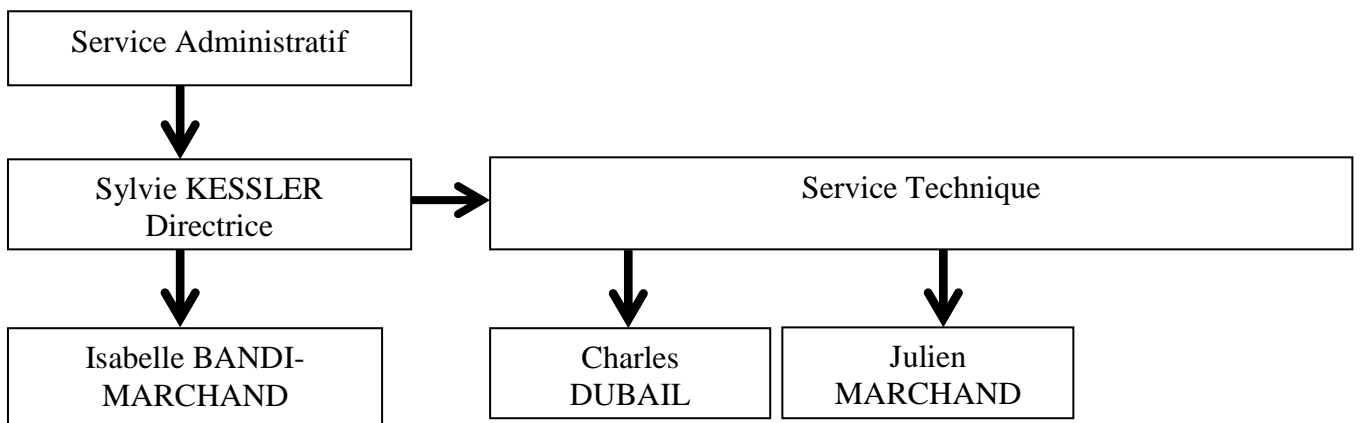 Service Administratif
Sylvie KESSLER
Directrice
Service Technique
Isabelle BANDI-
MARCHAND
Charles
DUBAIL
Julien
MARCHAND